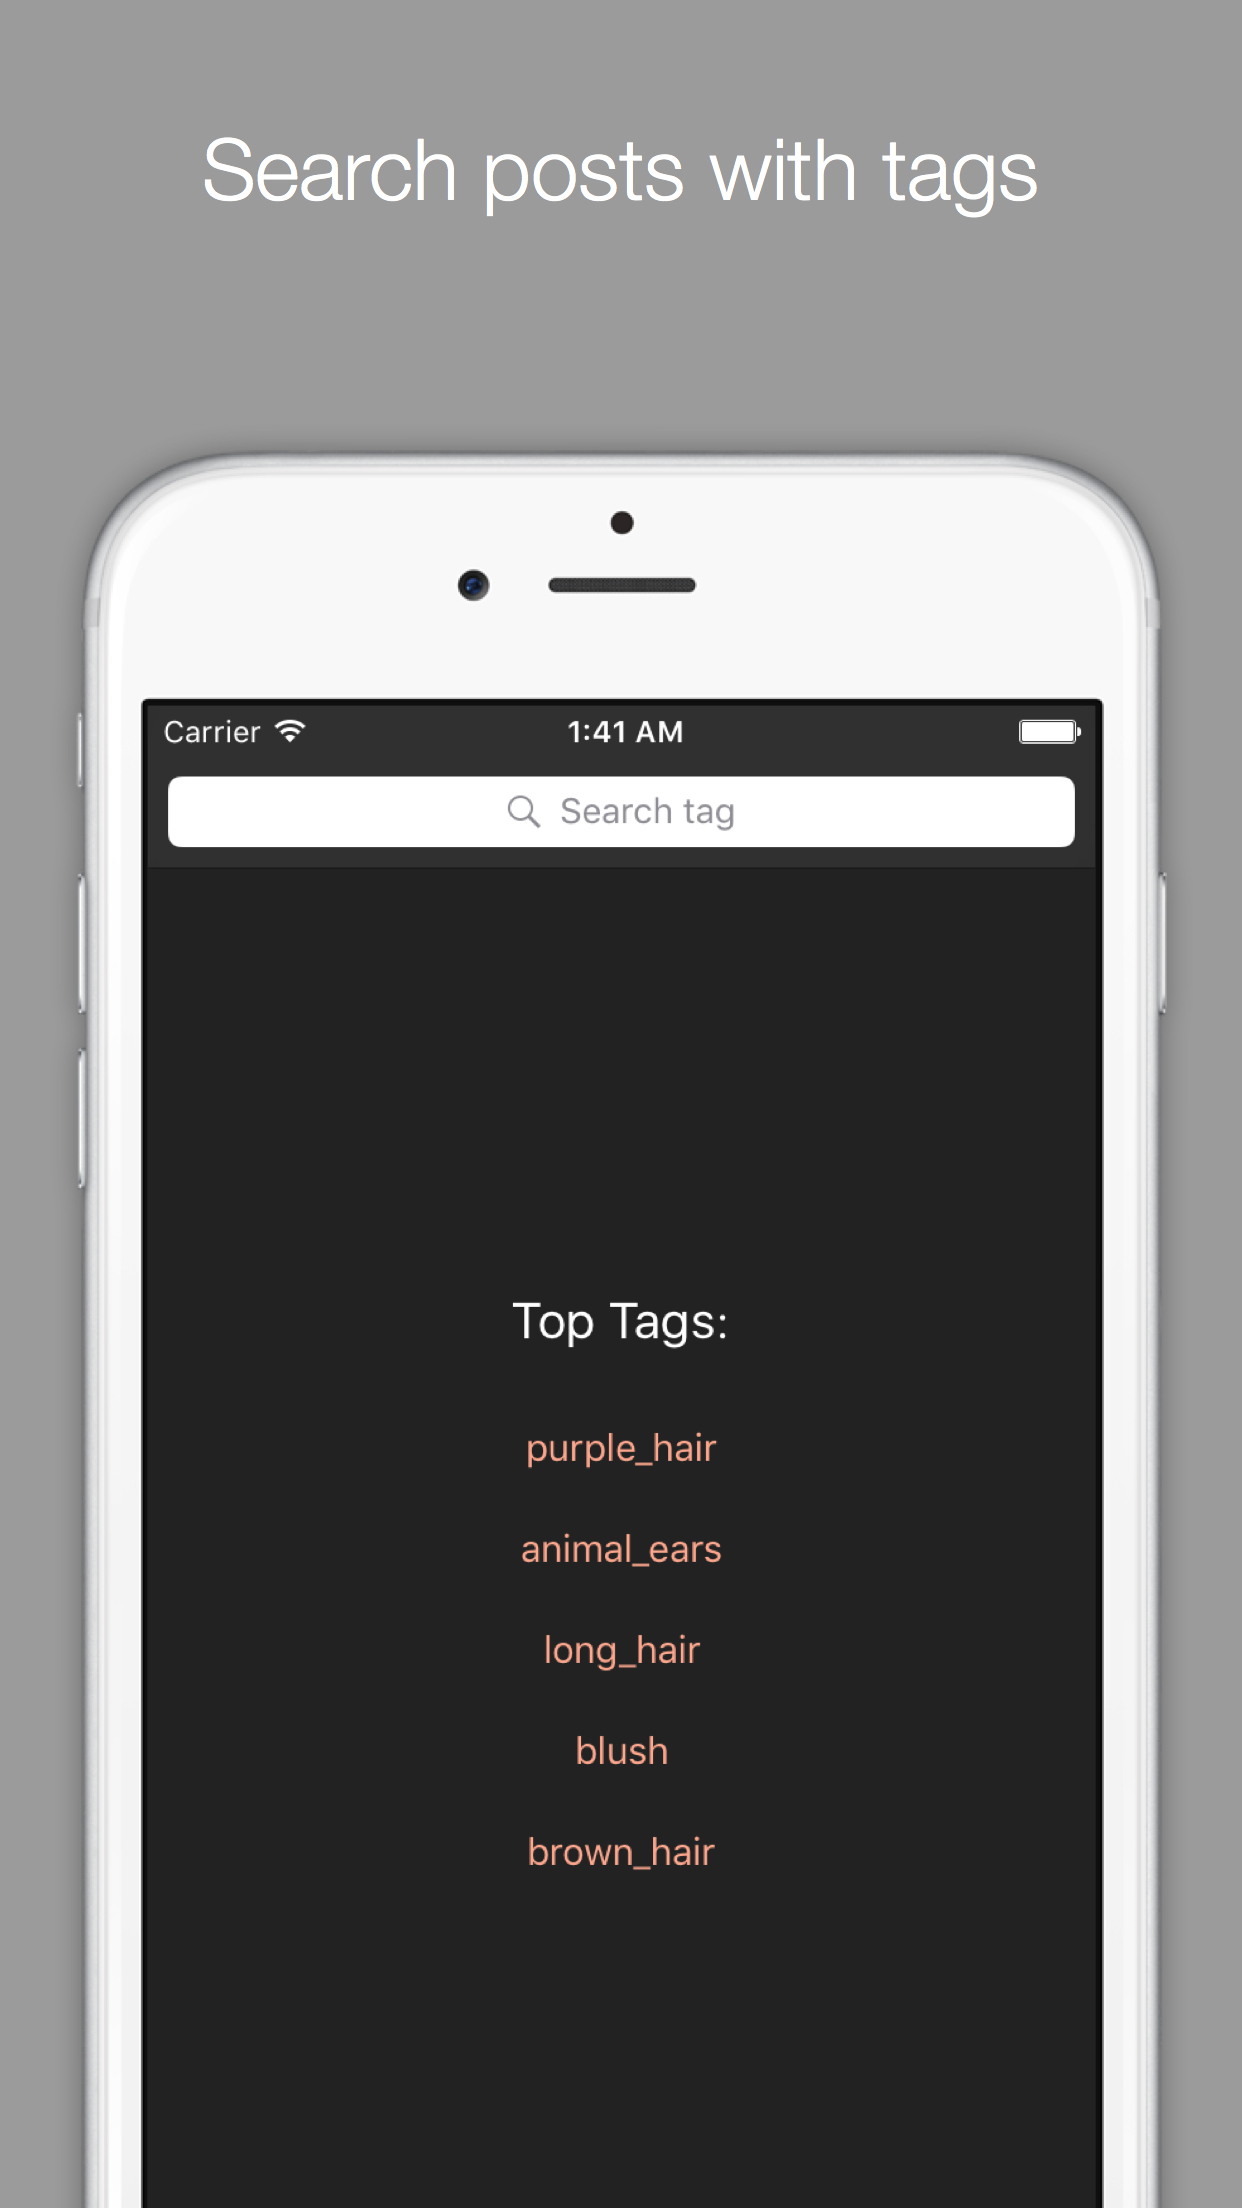 Search posts with tags
Carrier 1:41 AM
Search tag
Top Tags:
purple_hair
animal_ears
long_hair
blush
brown_hair